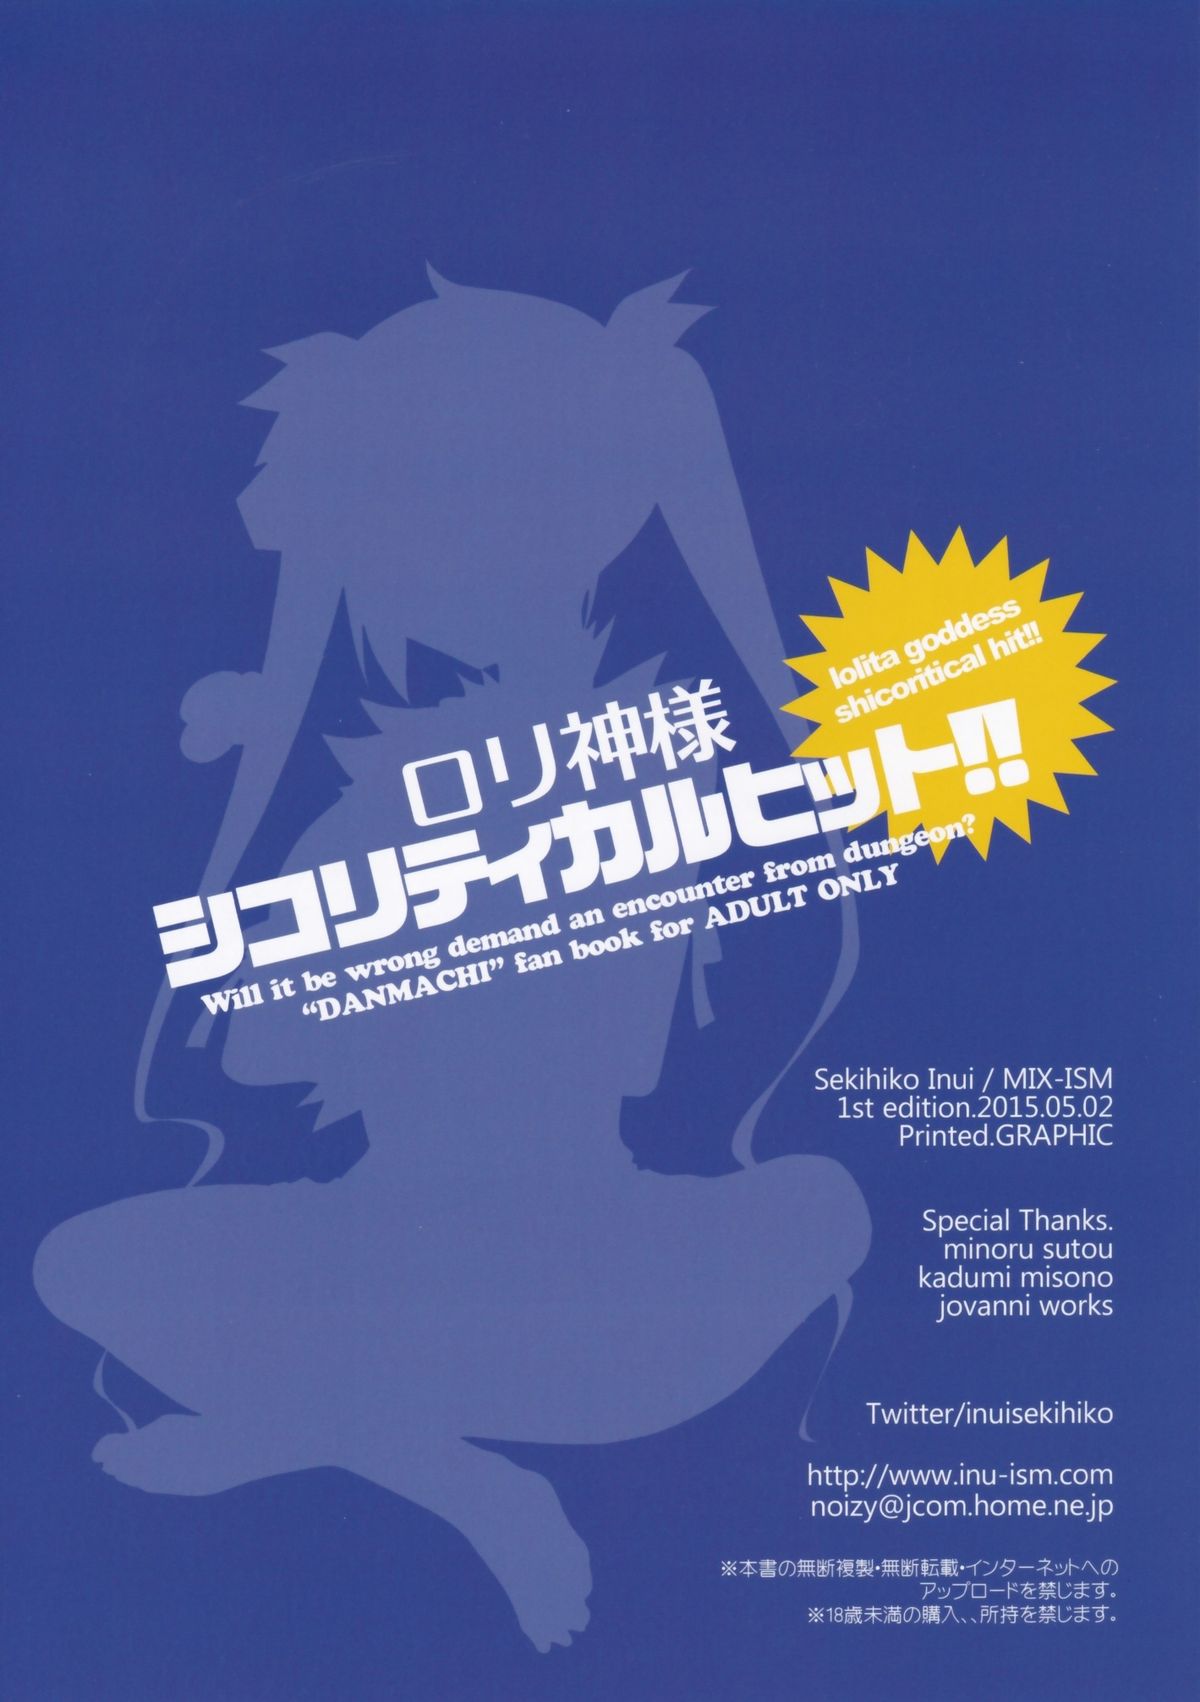 lolita goddess
shicoritical hit!!
ロリ神様
シコリティカルヒット!!
Will it be wrong demand an encounter from dungeon?
“DANMACHI” fan book for ADULT ONLY
Sekihiko Inui / MIX-ISM
1st edition.2015.05.02
Printed.GRAPHIC
Special Thanks.
minoru sutou
kadumi misono
jovanni works
Twitter/inuisekihiko
http://www.inu-ism.com
noizy@jcom.home.ne.jp
※本書の無断複製・無断転載・インターネットへの
アップロードを禁じます。
※18歳未満の購入、、所持を禁じます。